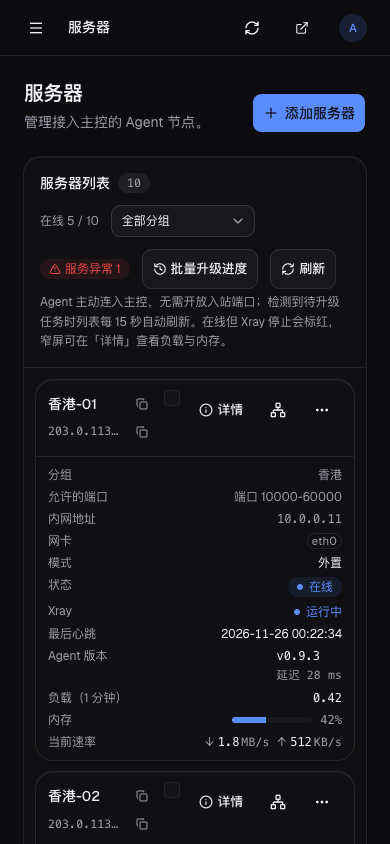 服务器
A
服务器
管理接入主控的 Agent 节点。
添加服务器
服务器列表 10
在线 5 / 10 全部分组
服务异常 1 批量升级进度 刷新
Agent 主动连入主控，无需开放入站端口；检测到待升级
任务时列表每 15 秒自动刷新。在线但 Xray 停止会标红，
窄屏可在「详情」查看负载与内存。
香港-01 详情
203.0.113…
分组 香港
允许的端口 端口 10000-60000
内网地址 10.0.0.11
网卡 eth0
模式 外置
状态 在线
Xray 运行中
最后心跳 2026-11-26 00:22:34
Agent 版本 v0.9.3
延迟 28 ms
负载（1 分钟） 0.42
内存 42%
当前速率 ↓ 1.8 MB/s ↑ 512 KB/s
香港-02 详情
203.0.113…